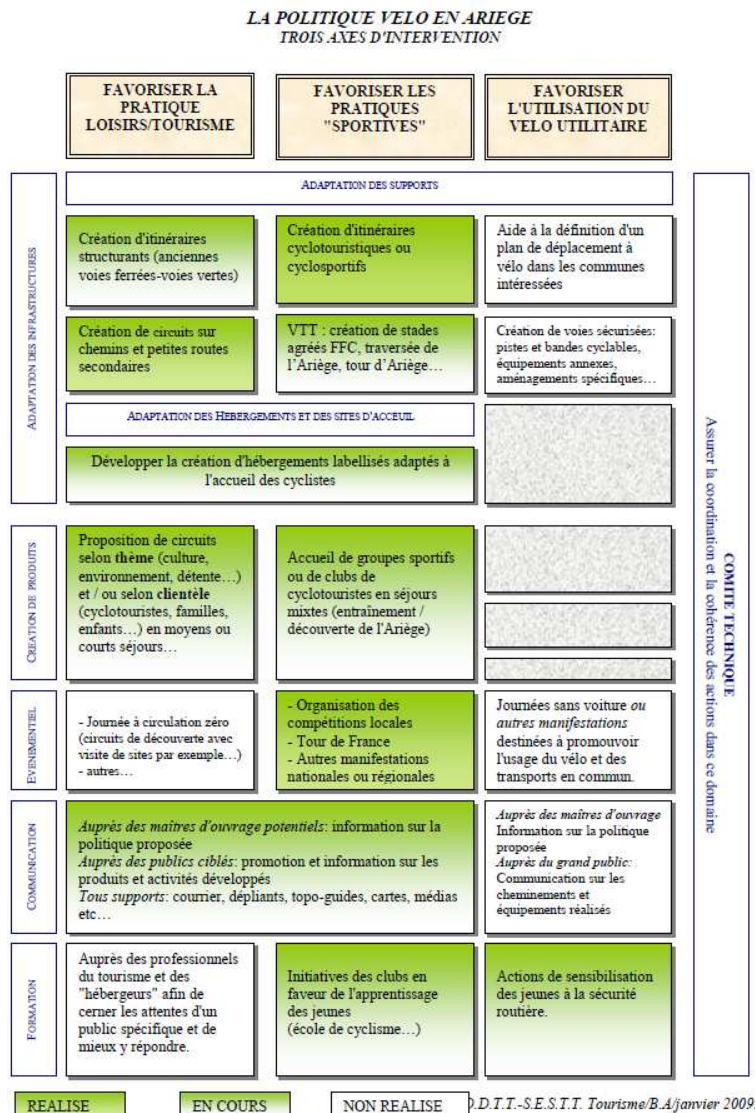 LA POLITIQUE VELO EN ARIEGE
TROIS AXES D'INTERVENTION
FAVORISER LA
PRATIQUE
LOISIRS/TOURISME
FAVORISER LES
PRATIQUES
"SPORTIVES"
FAVORISER
L'UTILISATION DU
VELO UTILITAIRE
ADAPTATION DES INFRASTRUCTURES
ADAPTATION DES SUPPORTS
Création d'itinéraires
structurants (anciennes
voies ferrées-voies vertes)
Création d'itinéraires
cyclotouristiques ou
cyclosportifs
Aide à la définition d'un
plan de déplacement à
vélo dans les communes
intéressées
Création de circuits sur
chemins et petites routes
secondaires
VTT : création de stades
agréés FFC, traversée de
l'Ariège, tour d'Ariège…
Création de voies sécurisées:
pistes et bandes cyclables,
équipements annexes,
aménagements spécifiques…
ADAPTATION DES HEBERGEMENTS ET DES SITES D'ACCEUIL
Développer la création d'hébergements labellisés adaptés à
l'accueil des cyclistes
CREATION DE PRODUITS
Proposition de circuits
selon thème (culture,
environnement, détente…)
et / ou selon clientèle
(cyclotouristes, familles,
enfants…) en moyens ou
courts séjours…
Accueil de groupes sportifs
ou de clubs de
cyclotouristes en séjours
mixtes (entraînement /
découverte de l'Ariège)
EVENEMENTIEL
- Journée à circulation zéro
(circuits de découverte avec
visite de sites par exemple…)
- autres…
- Organisation des
compétitions locales
- Tour de France
- Autres manifestations
nationales ou régionales
Journées sans voiture ou
autres manifestations
destinées à promouvoir
l'usage du vélo et des
transports en commun.
COMMUNICATION
Auprès des maîtres d'ouvrage potentiels: information sur la
politique proposée
Auprès des publics ciblés: promotion et information sur les
produits et activités développés
Tous supports: courrier, dépliants, topo-guides, cartes, médias
etc…
Auprès des maîtres d'ouvrage
Information sur la politique
proposée
Auprès du grand public:
Communication sur les
cheminements et
équipements réalisés
FORMATION
Auprès des professionnels
du tourisme et des
"hébergeurs" afin de
cerner les attentes d'un
public spécifique et de
mieux y répondre.
Initiatives des clubs en
faveur de l'apprentissage
des jeunes
(école de cyclisme…)
Actions de sensibilisation
des jeunes à la sécurité
routière.
COMITE TECHNIQUE
Assurer la coordination et la cohérence des actions dans ce domaine
REALISE
EN COURS
NON REALISE
D.D.T.T.-S.E.S.T.T. Tourisme/B.A/janvier 2009